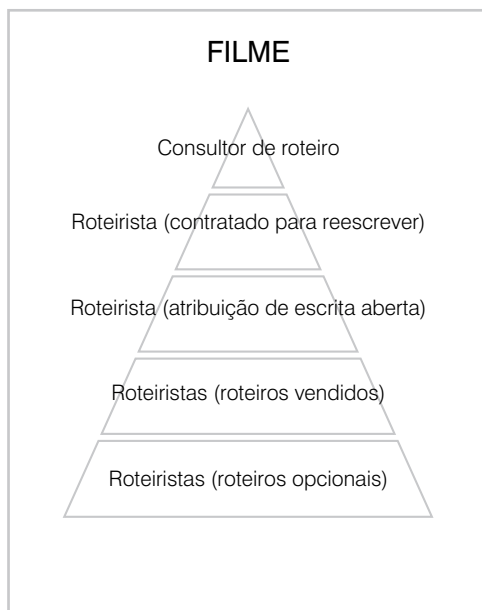 FILME
Consultor de roteiro
Roteirista (contratado para reescrever)
Roteirista (atribuição de escrita aberta)
Roteiristas (roteiros vendidos)
Roteiristas (roteiros opcionais)